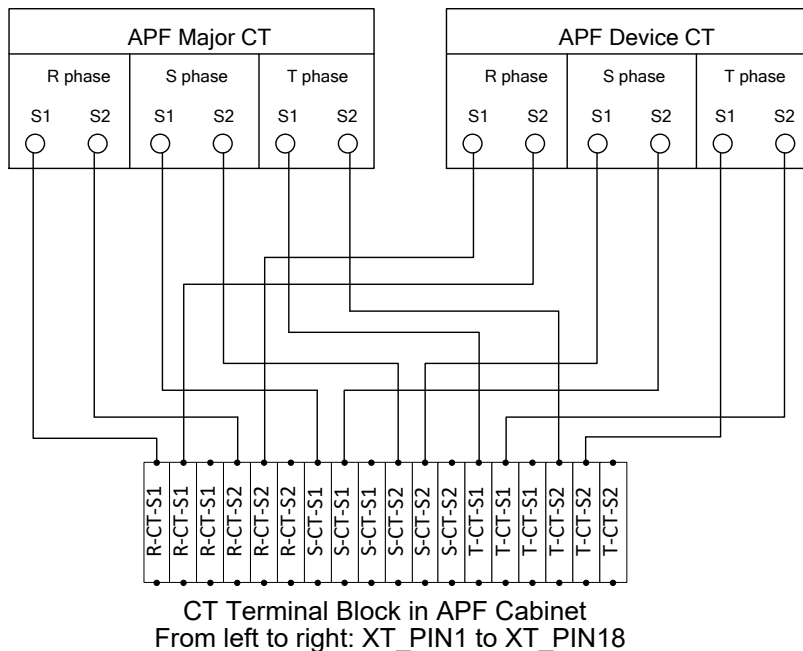 APF Major CT
APF Device CT
R phase
S phase
T phase
R phase
S phase
T phase
S1
S2
S1
S2
S1
S2
S1
S2
S1
S2
S1
S2
R-CT-S1
R-CT-S1
R-CT-S1
R-CT-S2
R-CT-S2
R-CT-S2
S-CT-S1
S-CT-S1
S-CT-S1
S-CT-S2
S-CT-S2
S-CT-S2
T-CT-S1
T-CT-S1
T-CT-S1
T-CT-S2
T-CT-S2
T-CT-S2
CT Terminal Block in APF Cabinet
From left to right: XT_PIN1 to XT_PIN18